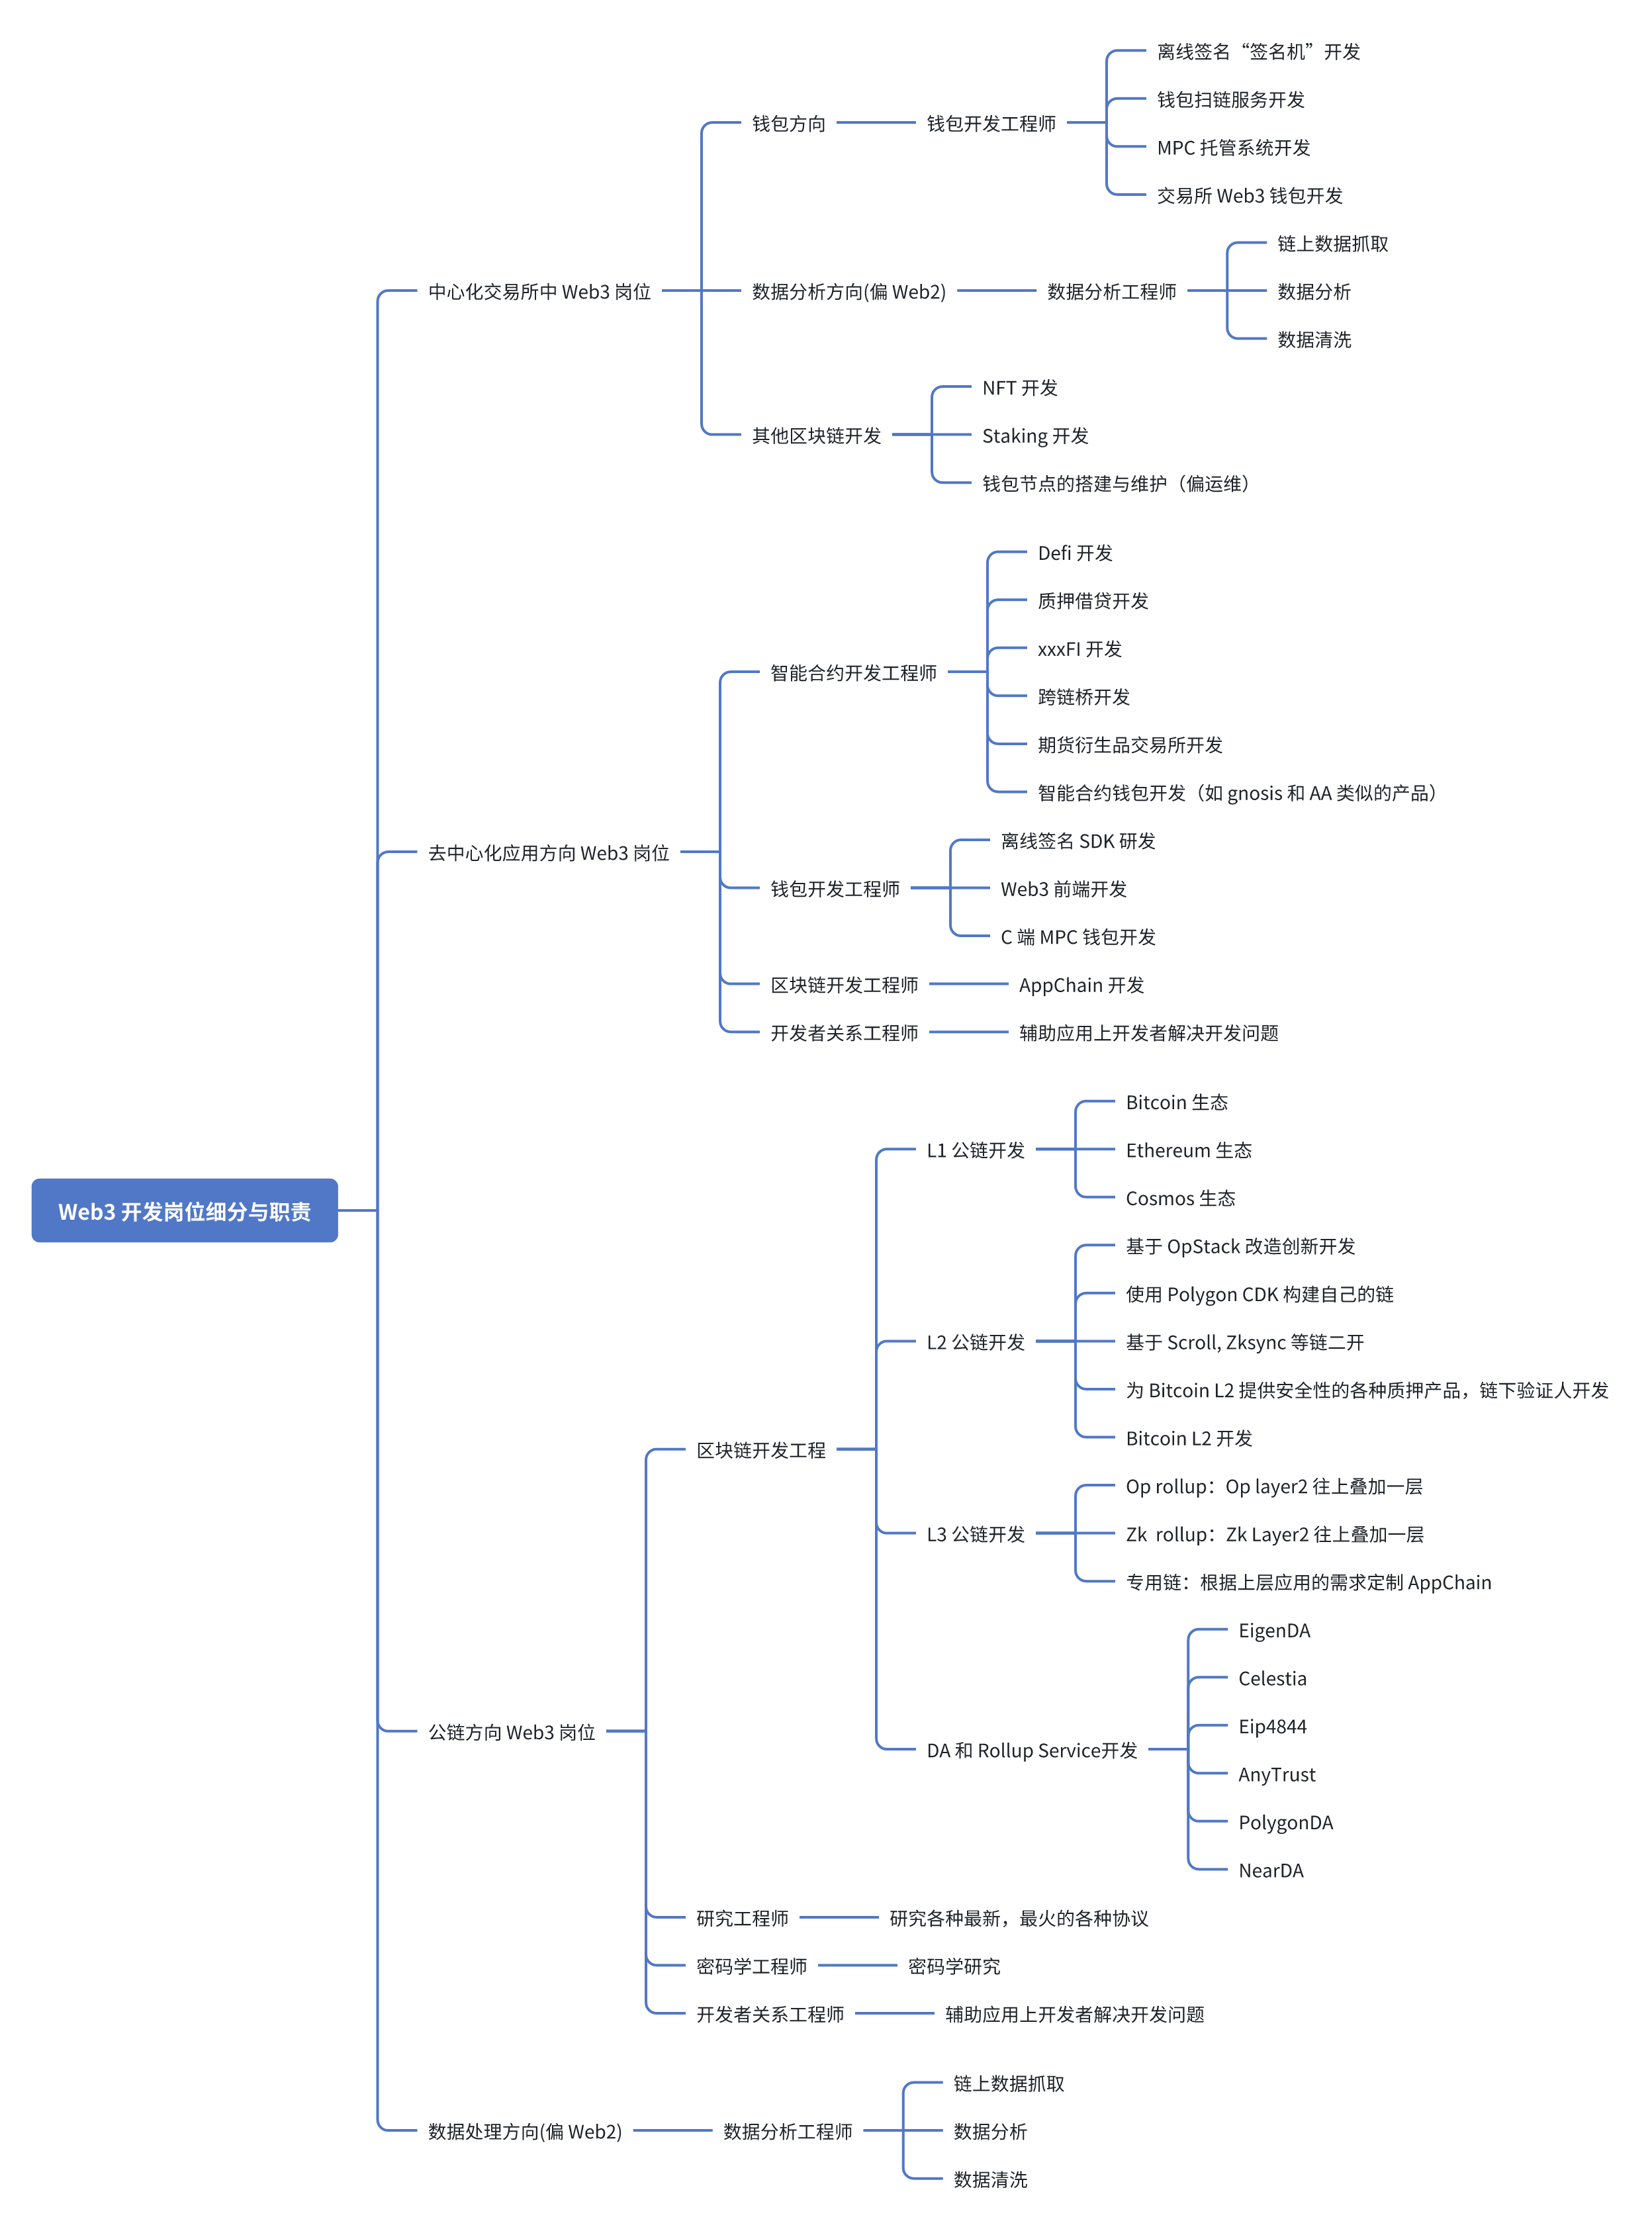 Web3 开发岗位细分与职责
中心化交易所中 Web3 岗位
钱包方向
钱包开发工程师
离线签名“签名机”开发
钱包扫链服务开发
MPC 托管系统开发
交易所 Web3 钱包开发
数据分析方向(偏 Web2)
数据分析工程师
链上数据抓取
数据分析
数据清洗
其他区块链开发
NFT 开发
Staking 开发
钱包节点的搭建与维护（偏运维）
去中心化应用方向 Web3 岗位
智能合约开发工程师
Defi 开发
质押借贷开发
xxxFI 开发
跨链桥开发
期货衍生品交易所开发
智能合约钱包开发（如 gnosis 和 AA 类似的产品）
钱包开发工程师
离线签名 SDK 研发
Web3 前端开发
C 端 MPC 钱包开发
区块链开发工程师
AppChain 开发
开发者关系工程师
辅助应用上开发者解决开发问题
公链方向 Web3 岗位
区块链开发工程
L1 公链开发
Bitcoin 生态
Ethereum 生态
Cosmos 生态
L2 公链开发
基于 OpStack 改造创新开发
使用 Polygon CDK 构建自己的链
基于 Scroll, Zksync 等链二开
为 Bitcoin L2 提供安全性的各种质押产品，链下验证人开发
Bitcoin L2 开发
L3 公链开发
Op rollup：Op layer2 往上叠加一层
Zk  rollup：Zk Layer2 往上叠加一层
专用链：根据上层应用的需求定制 AppChain
DA 和 Rollup Service开发
EigenDA
Celestia
Eip4844
AnyTrust
PolygonDA
NearDA
研究工程师
研究各种最新，最火的各种协议
密码学工程师
密码学研究
开发者关系工程师
辅助应用上开发者解决开发问题
数据处理方向(偏 Web2)
数据分析工程师
链上数据抓取
数据分析
数据清洗